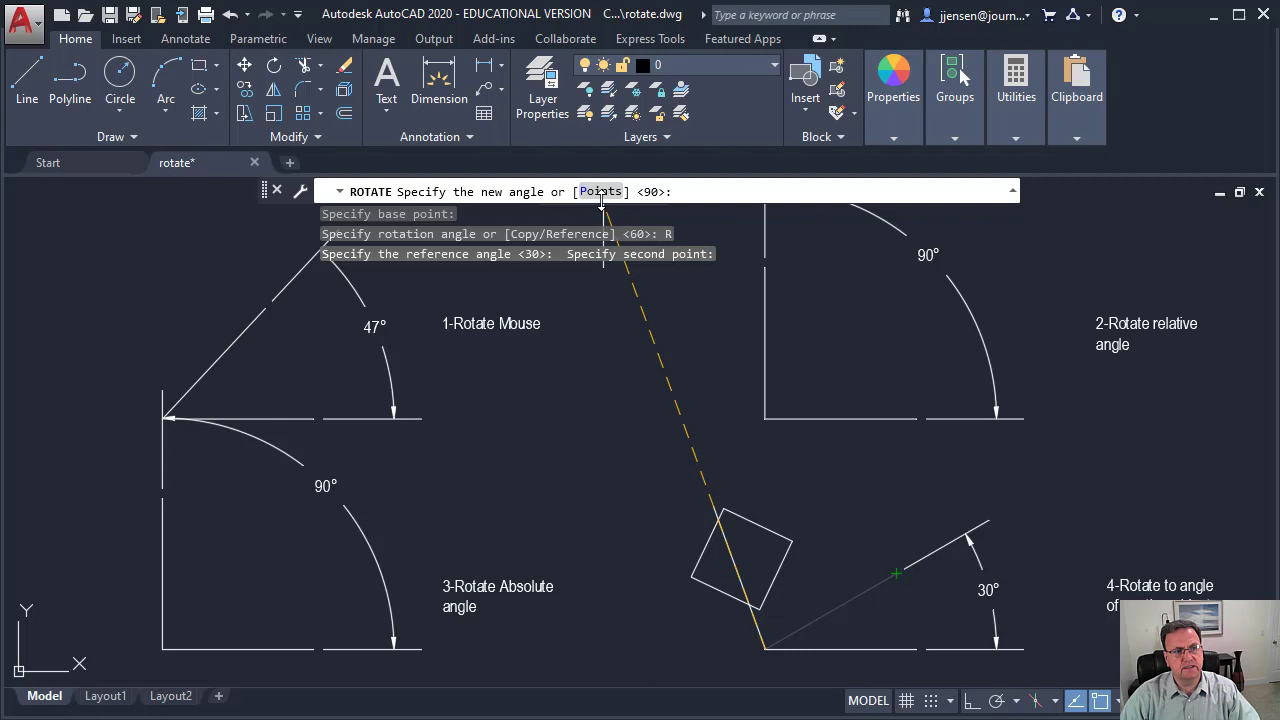 Autodesk AutoCAD 2020 - EDUCATIONAL VERSION C...\rotate.dwg
Type a keyword or phrase
jjensen@journ...
Home Insert Annotate Parametric View Manage Output Add-ins Collaborate Express Tools Featured Apps
Line Polyline Circle Arc
Text Dimension
Layer
Properties
0
Insert
Properties Groups Utilities Clipboard
Draw Modify Annotation Layers Block
Start rotate*
ROTATE Specify the new angle or [Points] <90>:
Specify base point:
Specify rotation angle or [Copy/Reference] <60>: R
Specify the reference angle <30>: Specify second point:
90°
47°
1-Rotate Mouse
2-Rotate relative
angle
90°
3-Rotate Absolute
angle
30°
4-Rotate to angle
of
Y
X
Model Layout1 Layout2 +
MODEL